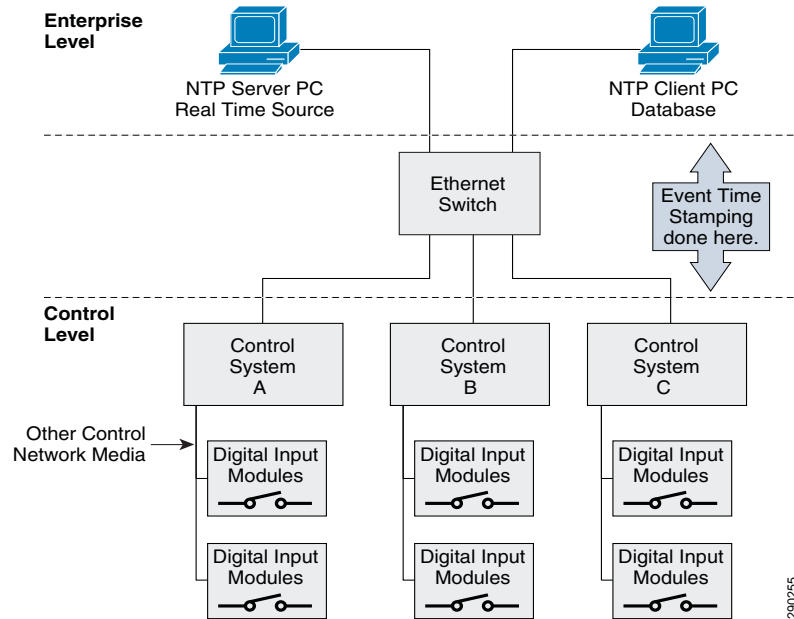 Enterprise
Level
NTP Server PC
Real Time Source
NTP Client PC
Database
Ethernet
Switch
Event Time
Stamping
done here.
Control
Level
Control
System
A
Control
System
B
Control
System
C
Other Control
Network Media
Digital Input
Modules
Digital Input
Modules
Digital Input
Modules
Digital Input
Modules
Digital Input
Modules
Digital Input
Modules
290255